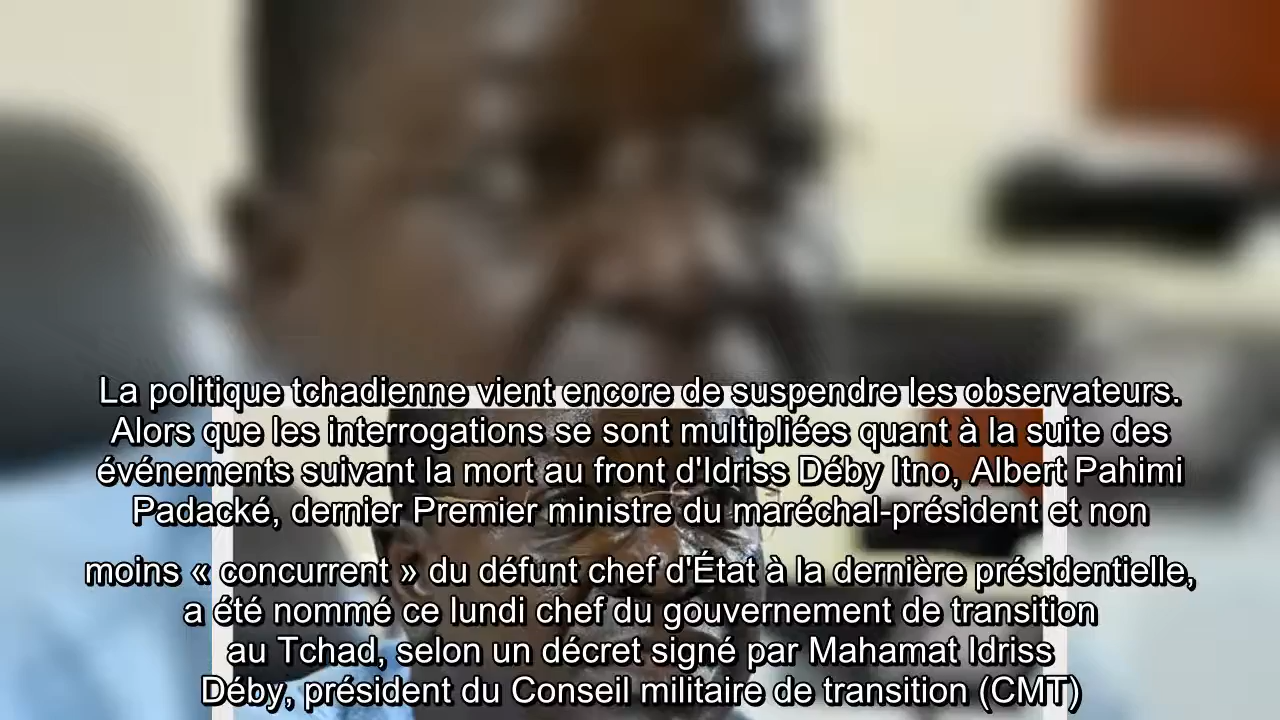 La politique tchadienne vient encore de suspendre les observateurs.
Alors que les interrogations se sont multipliées quant à la suite des
événements suivant la mort au front d'Idriss Déby Itno, Albert Pahimi
Padacké, dernier Premier ministre du maréchal-président et non
moins « concurrent » du défunt chef d'État à la dernière présidentielle,
a été nommé ce lundi chef du gouvernement de transition
au Tchad, selon un décret signé par Mahamat Idriss
Déby, président du Conseil militaire de transition (CMT)